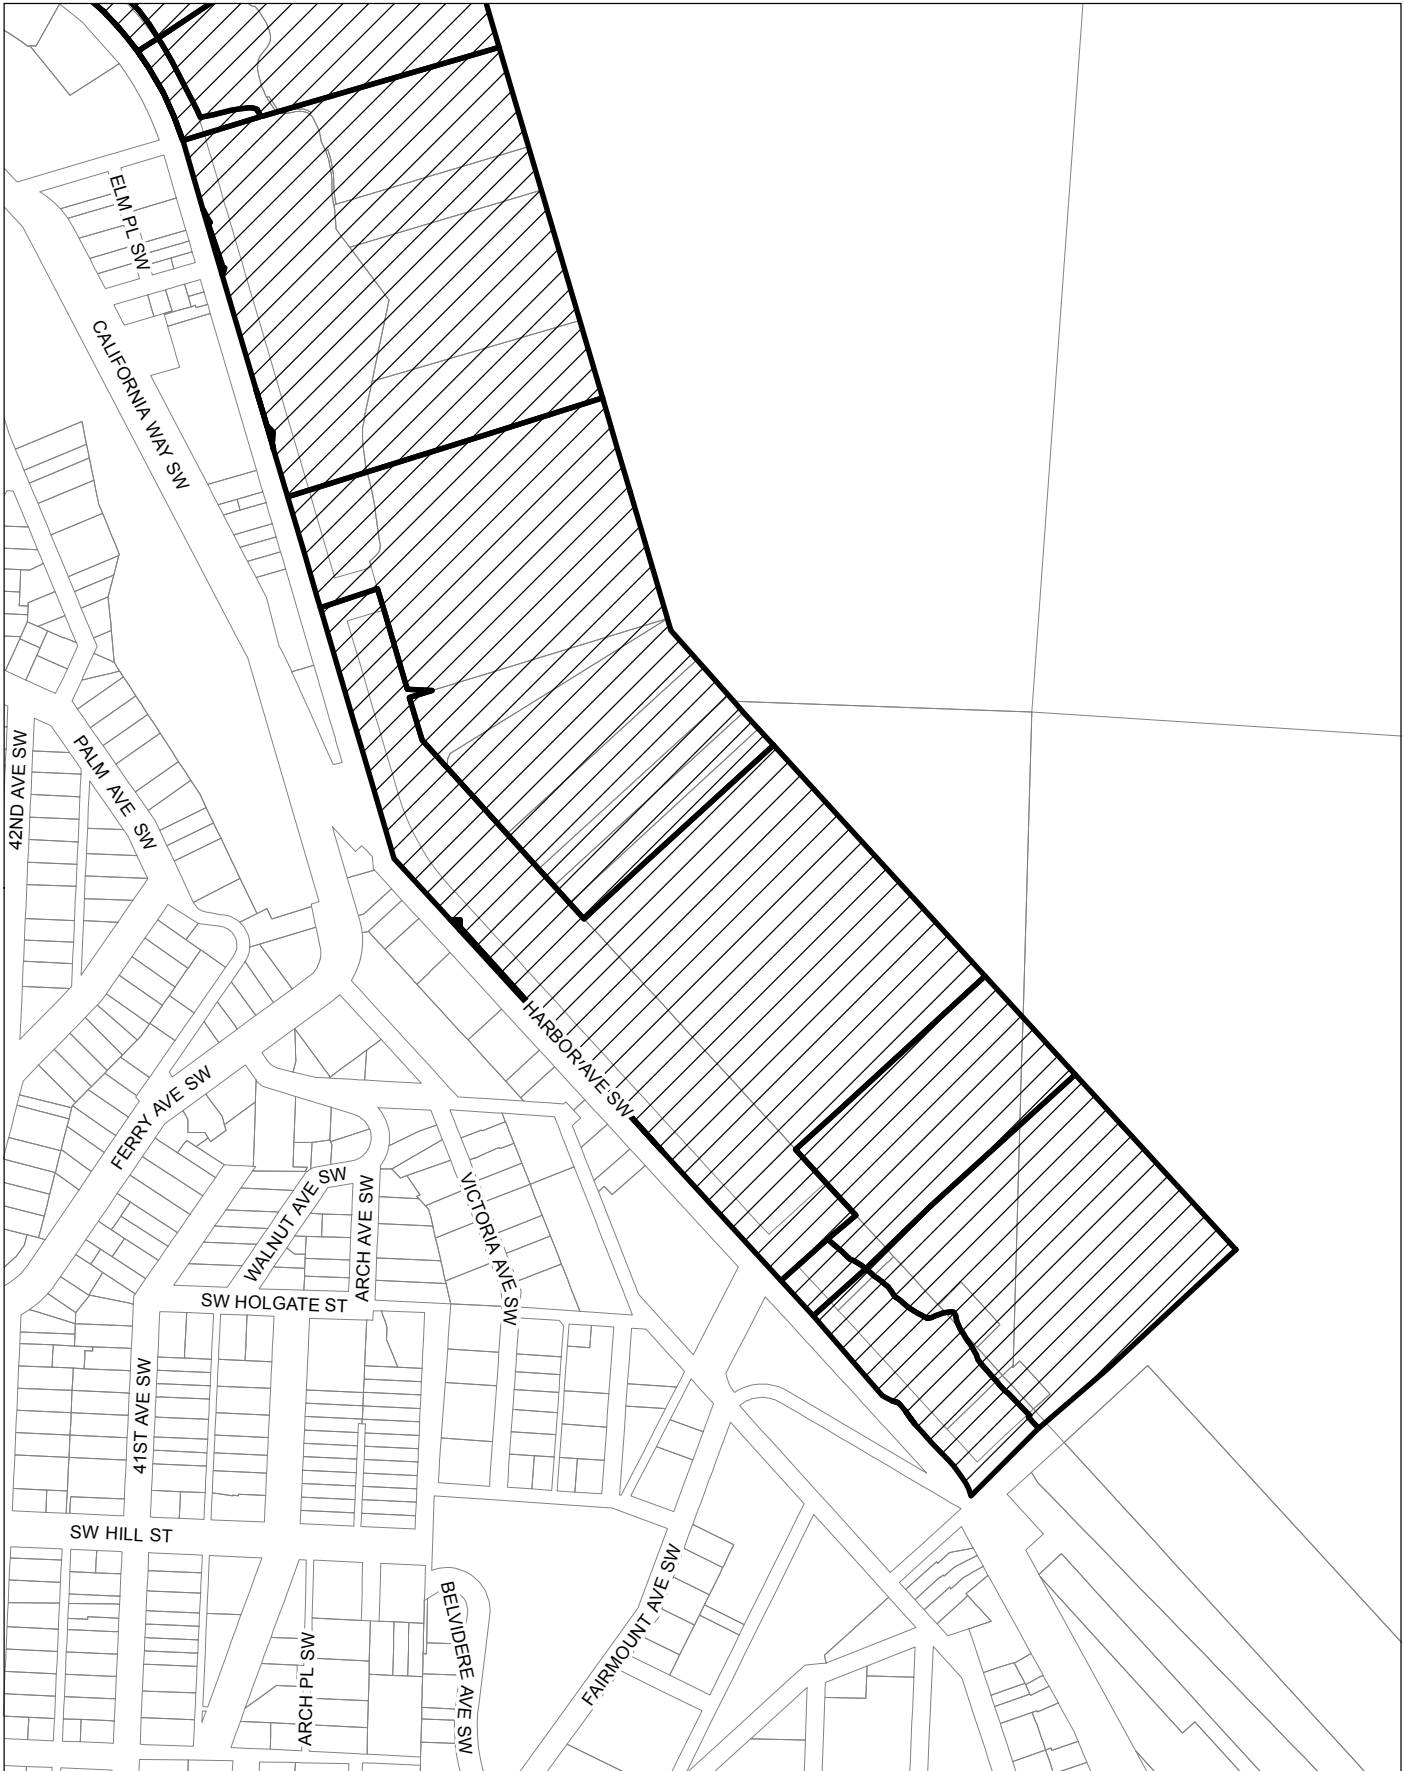 ELM PL SW
CALIFORNIA WAY SW
42ND AVE SW
PALM AVE SW
HARBOR AVE SW
FERRY AVE SW
WALNUT AVE SW
ARCH AVE SW
VICTORIA AVE SW
SW HOLGATE ST
41ST AVE SW
SW HILL ST
BELVIDERE AVE SW
FAIRMOUNT AVE SW
ARCH PL SW